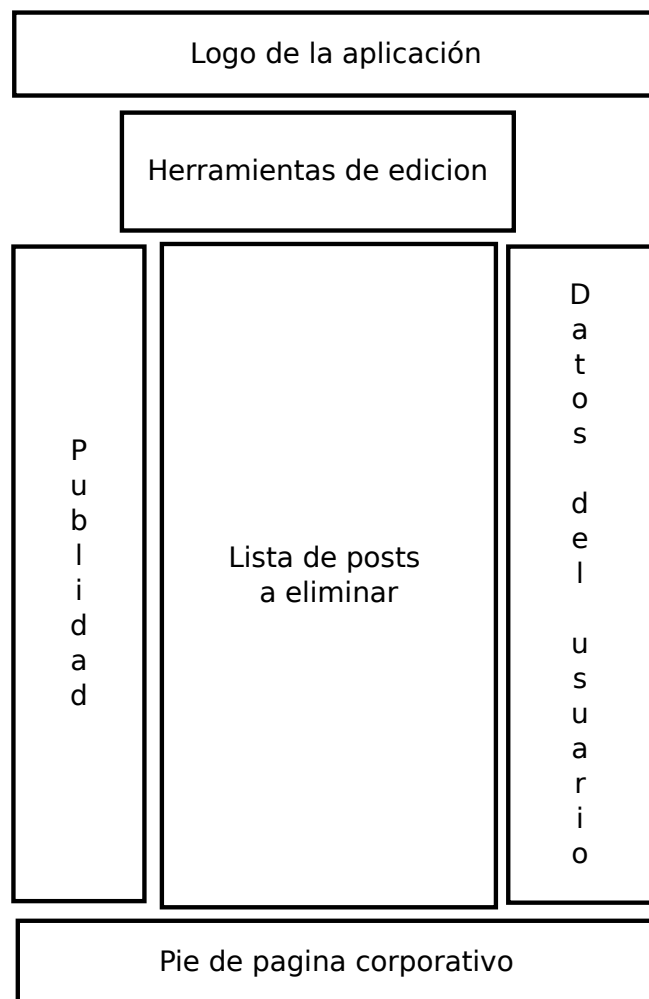 Logo de la aplicación
Herramientas de edicion
Publidad
Lista de posts
a eliminar
Datos del usuario
Pie de pagina corporativo